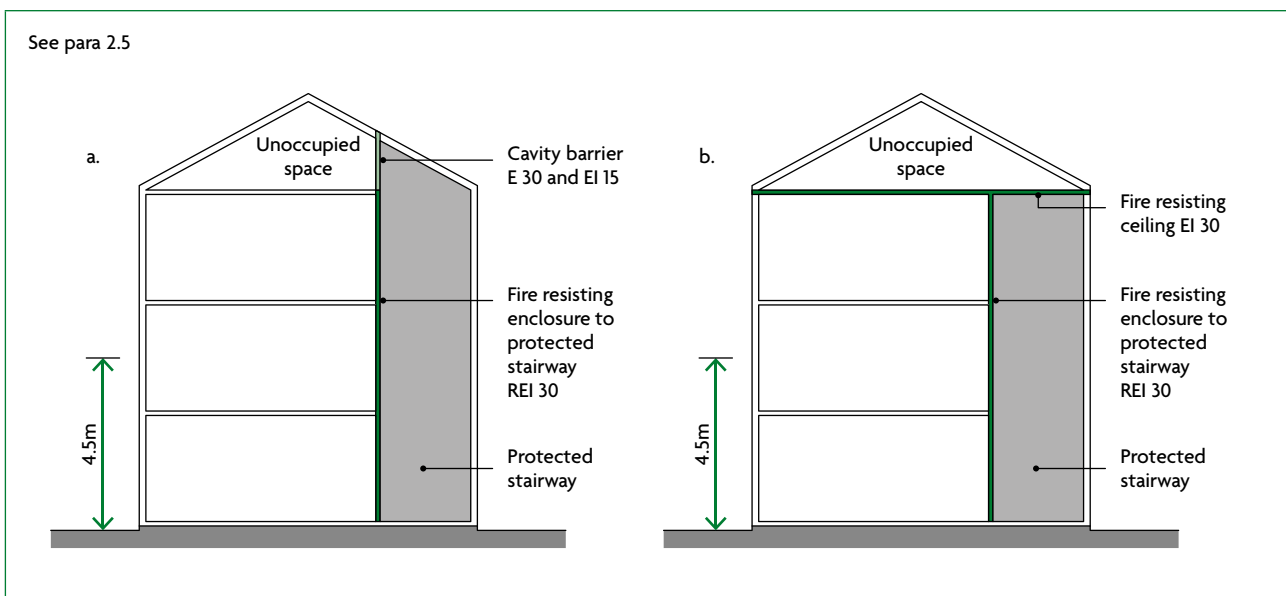 See para 2.5
a.
Unoccupied
space
Cavity barrier
E 30 and EI 15
Fire resisting
enclosure to
protected
stairway
REI 30
Protected
stairway
4.5m
b.
Unoccupied
space
Fire resisting
ceiling EI 30
Fire resisting
enclosure to
protected
stairway
REI 30
Protected
stairway
4.5m